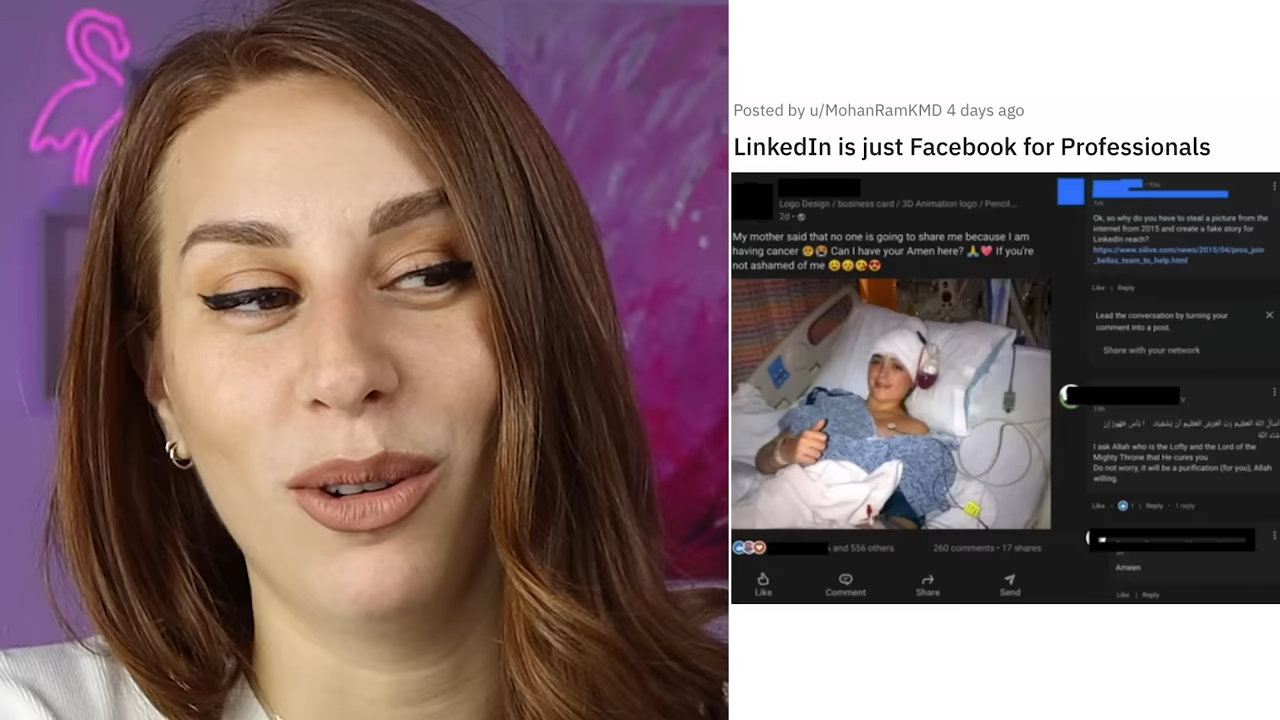 Posted by u/MohanRamKMD 4 days ago
LinkedIn is just Facebook for Professionals
Logo Design / business card / 3D Animation logo / Pencil...
2d •
My mother said that no one is going to share me because I am
having cancer 🥺😭 Can I have your Amen here? 🙏💗 If you're
not ashamed of me
and 556 others
260 comments • 17 shares
Like
Comment
Share
Send
• You
Ok, so why do you have to steal a picture from the
internet from 2015 and create a fake story for
LinkedIn reach?
Like | Reply
Lead the conversation by turning your
comment into a post.
Share with your network
19h
I ask Allah who is the Lofty and the Lord of the
Mighty Throne that He cures you
Do not worry, it will be a purification (for you), Allah
willing.
Like • 1 | Reply • 1 reply
Ameen
Like | Reply